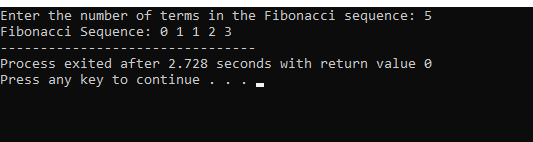 Enter the number of terms in the Fibonacci sequence: 5
Fibonacci Sequence: 0 1 1 2 3
--------------------------------
Process exited after 2.728 seconds with return value 0
Press any key to continue . . .